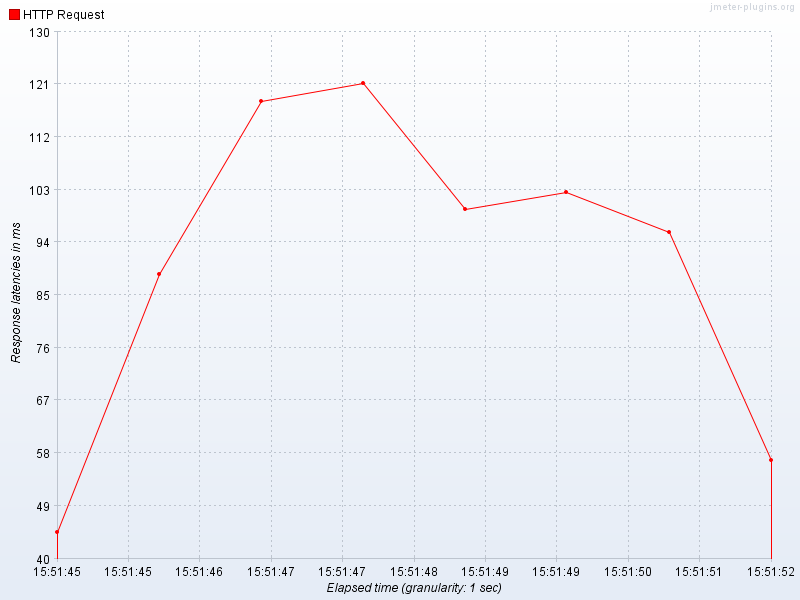 jmeter-plugins.org
HTTP Request
130
121
112
103
94
85
76
67
58
49
40
Response latencies in ms
15:51:45 15:51:45 15:51:46 15:51:47 15:51:47 15:51:48 15:51:49 15:51:49 15:51:50 15:51:51 15:51:52
Elapsed time (granularity: 1 sec)